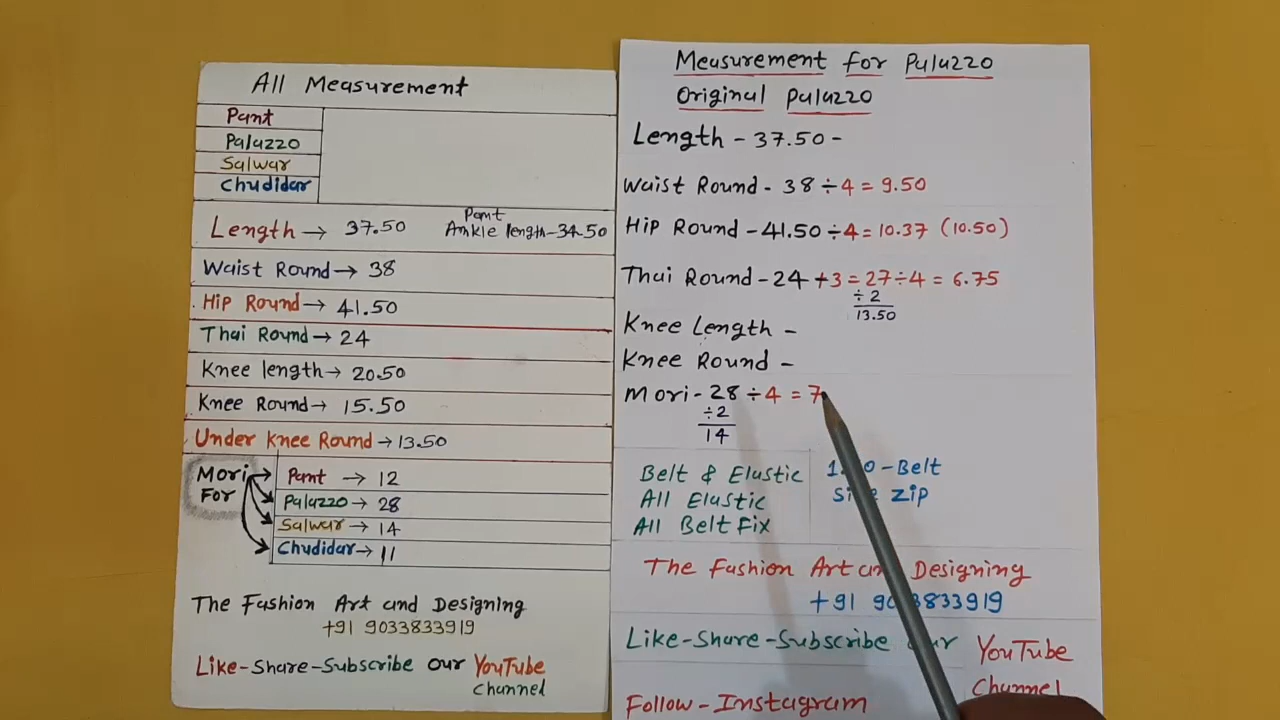 All Measurement
Pant
Palazzo
Salwar
Chudidar
Length → 37.50 Pant Ankle length-34.50
Waist Round → 38
Hip Round → 41.50
Thai Round → 24
Knee length → 20.50
Knee Round → 15.50
Under Knee Round → 13.50
Mori For
Pant → 12
Palazzo → 28
Salwar → 14
Chudidar → 11
The Fashion Art and Designing
+91 9033833919
Like-Share-Subscribe our YouTube
Channel
Measurement for Palazzo
Original Palazzo
Length - 37.50 -
Waist Round - 38 ÷ 4 = 9.50
Hip Round - 41.50 ÷ 4 = 10.37 (10.50)
Thai Round - 24 + 3 = 27 ÷ 4 = 6.75
÷ 2
13.50
Knee Length -
Knee Round -
Mori - 28 ÷ 4 = 7
÷ 2
14
Belt & Elastic
All Elastic
All Belt Fix
-Belt
Zip
The Fashion Art Designing
+91
Like-Share-Subscribe YouTube
Channel
Follow-Instagram